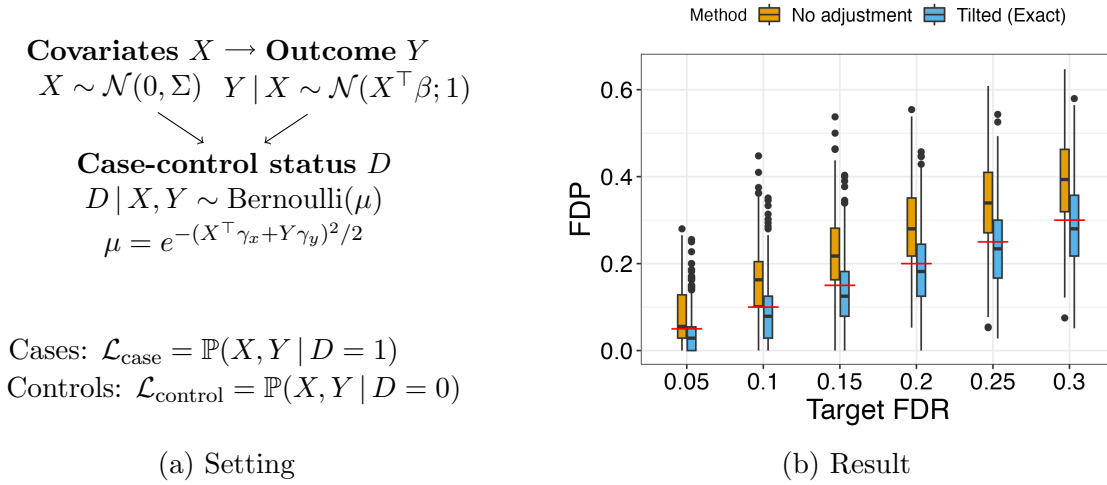 Covariates X → Outcome Y
X ∼ 𝒩(0, Σ) Y | X ∼ 𝒩(X⊤β; 1)
Case-control status D
D | X, Y ∼ Bernoulli(μ)
μ = e^{−(X⊤γ_x+Yγ_y)²/2}
Cases: ℒ_case = ℙ(X, Y | D = 1)
Controls: ℒ_control = ℙ(X, Y | D = 0)
(a) Setting
Method No adjustment Tilted (Exact)
FDP
0.6
0.4
0.2
0.0
0.05 0.1 0.15 0.2 0.25 0.3
Target FDR
(b) Result